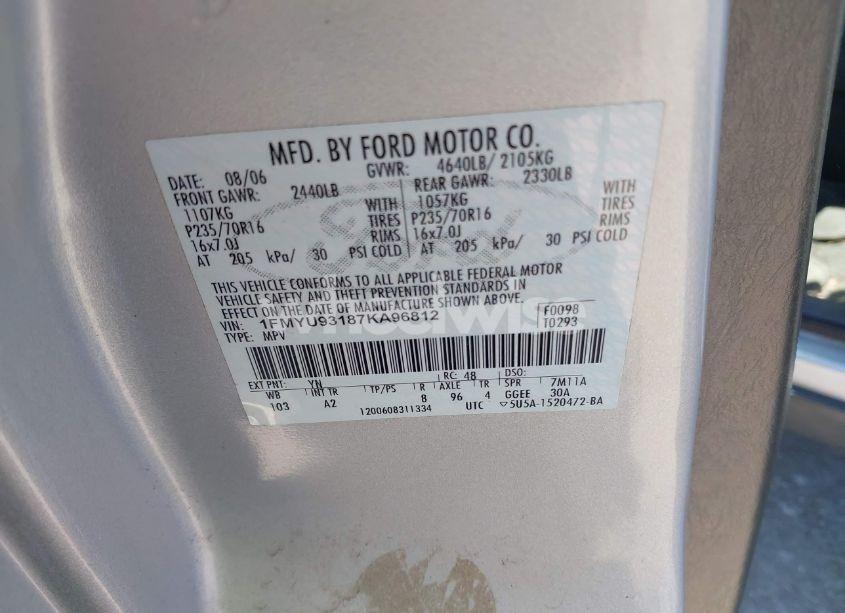 MFD. BY FORD MOTOR CO.
DATE: 08/06 GVWR: 4640LB/ 2105KG
FRONT GAWR: 2440LB REAR GAWR: 2330LB
1107KG WITH 1057KG WITH
P235/70R16 TIRES P235/70R16 TIRES
16x7.0J RIMS 16x7.0J RIMS
AT 205 kPa/ 30 PSI COLD AT 205 kPa/ 30 PSI COLD
Ford
THIS VEHICLE CONFORMS TO ALL APPLICABLE FEDERAL MOTOR
VEHICLE SAFETY AND THEFT PREVENTION STANDARDS IN
EFFECT ON THE DATE OF MANUFACTURE SHOWN ABOVE.
VIN: 1FMYU93187KA96812 F0098
TYPE: MPV T0293
EXT PNT: YN RC: 48 DSO:
WB INT TR TP/PS R AXLE TR SPR 7M11A
103 A2 8 96 4 GGEE 30A
1200608311334 UTC ▽5U5A-1520472-BA